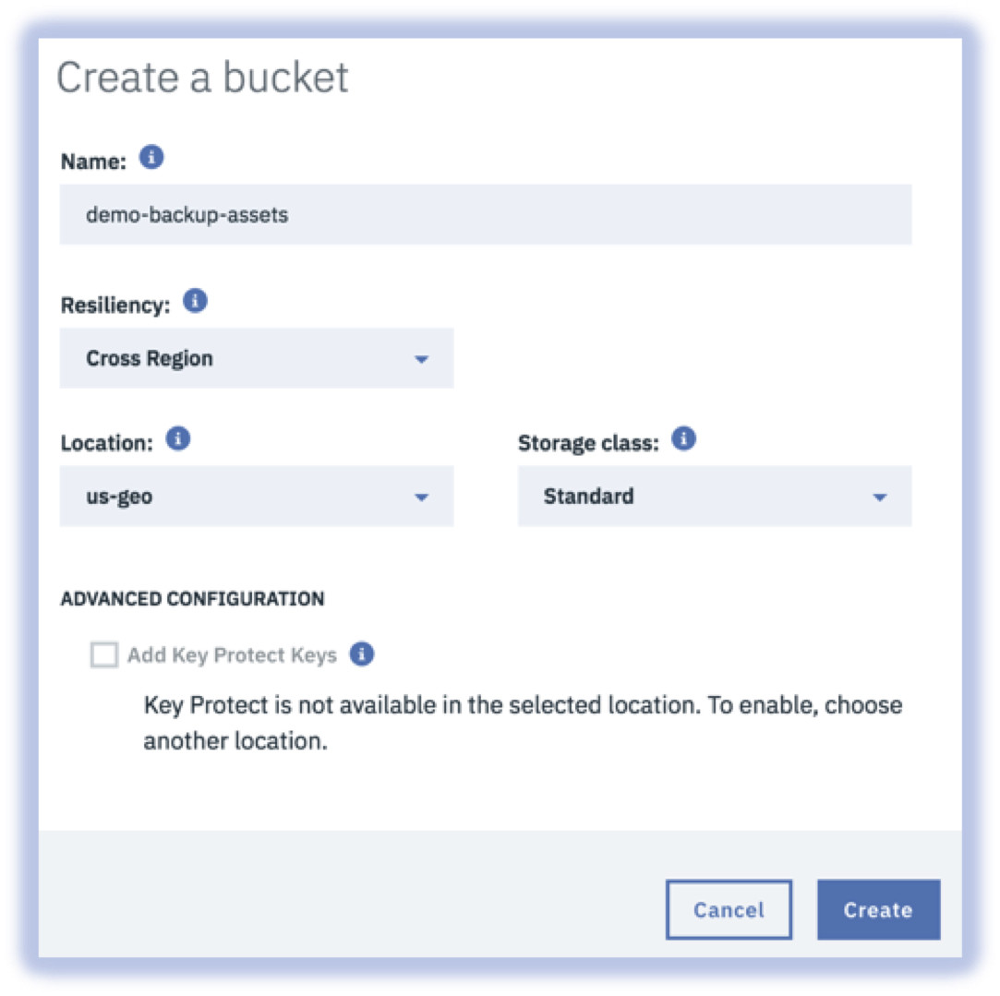 Create a bucket
Name:
demo-backup-assets
Resiliency:
Cross Region
Location:
Storage class:
us-geo
Standard
ADVANCED CONFIGURATION
Add Key Protect Keys
Key Protect is not available in the selected location. To enable, choose
another location.
Cancel
Create